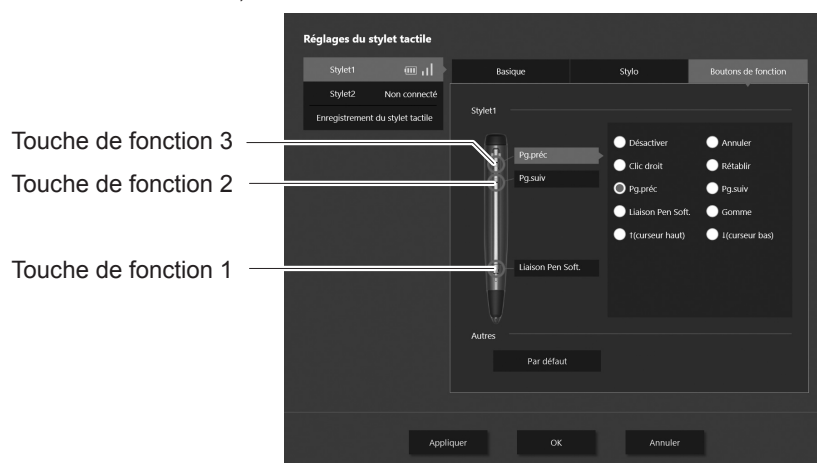 Réglages du stylet tactile
Stylet1
Stylet2 Non connecté
Enregistrement du stylet tactile
Basique Stylo Boutons de fonction
Stylet1
Touche de fonction 3
Touche de fonction 2
Touche de fonction 1
Pg.préc
Pg.suiv
Liaison Pen Soft.
Désactiver Annuler
Clic droit Rétablir
Pg.préc Pg.suiv
Liaison Pen Soft. Gomme
↑(curseur haut) ↓(curseur bas)
Autres
Par défaut
Appliquer OK Annuler